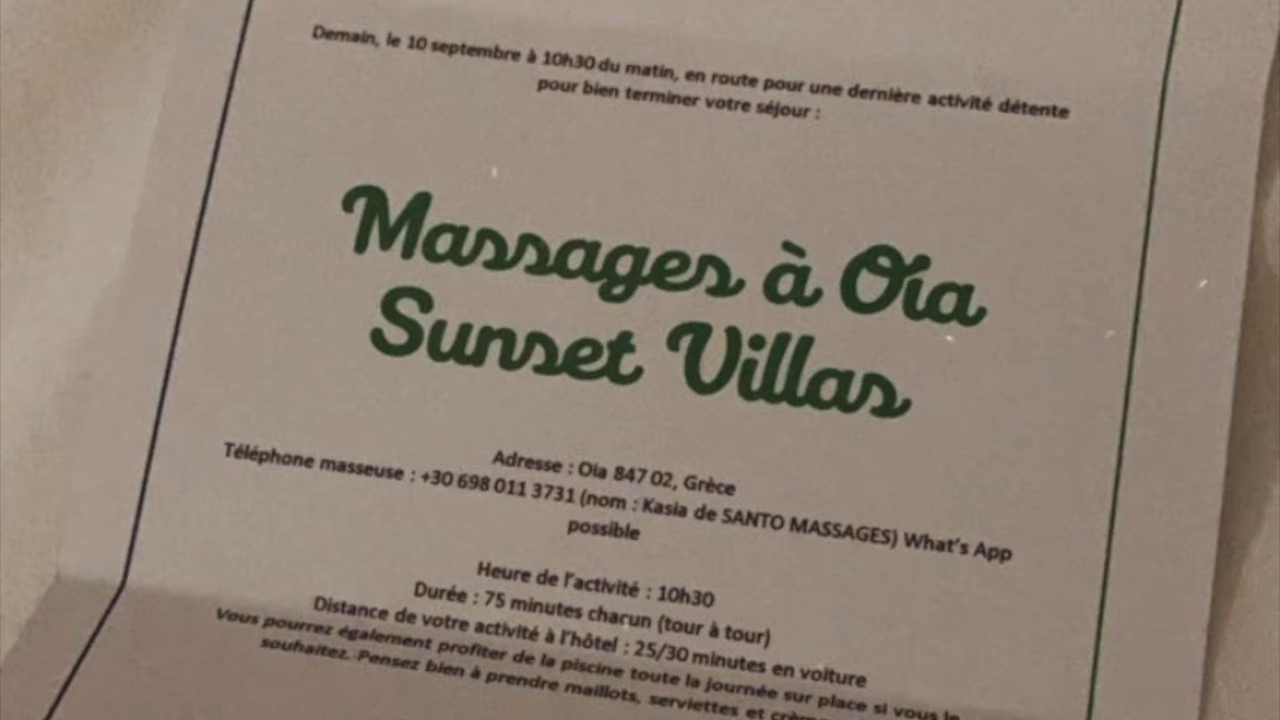 Demain, le 10 septembre à 10h30 du matin, en route pour une dernière activité détente
pour bien terminer votre séjour :
Massages à Oia
Sunset Villas
Adresse : Oia 847 02, Grèce
Téléphone masseuse : +30 698 011 3731 (nom : Kasia de SANTO MASSAGES) What's App
possible
Heure de l'activité : 10h30
Durée : 75 minutes chacun (tour à tour)
Distance de votre activité à l'hôtel : 25/30 minutes en voiture
Vous pourrez également profiter de la piscine toute la journée sur place si vous le
souhaitez. Pensez bien à prendre maillots, serviettes et